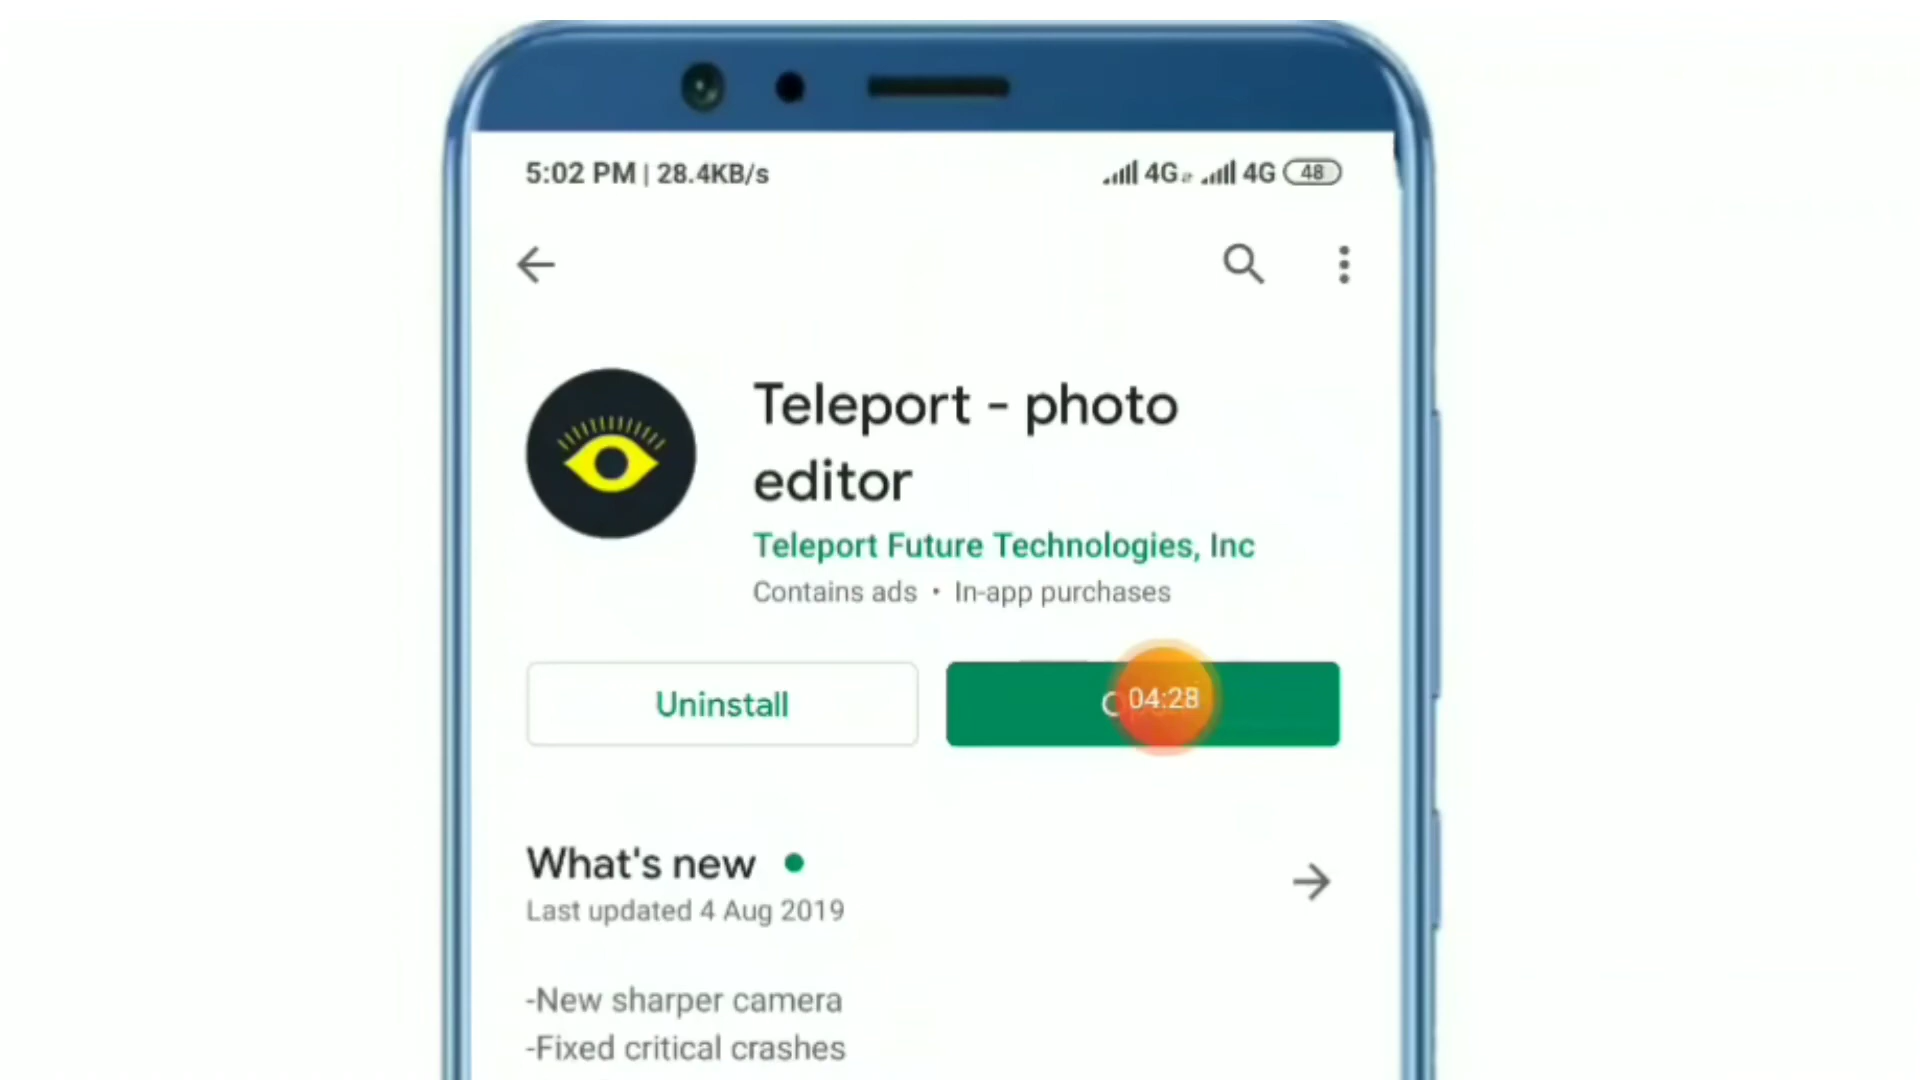 5:02 PM | 28.4KB/s 4G 4G 48
Teleport - photo
editor
Teleport Future Technologies, Inc
Contains ads • In-app purchases
Uninstall
04:28
What's new
Last updated 4 Aug 2019
-New sharper camera
-Fixed critical crashes